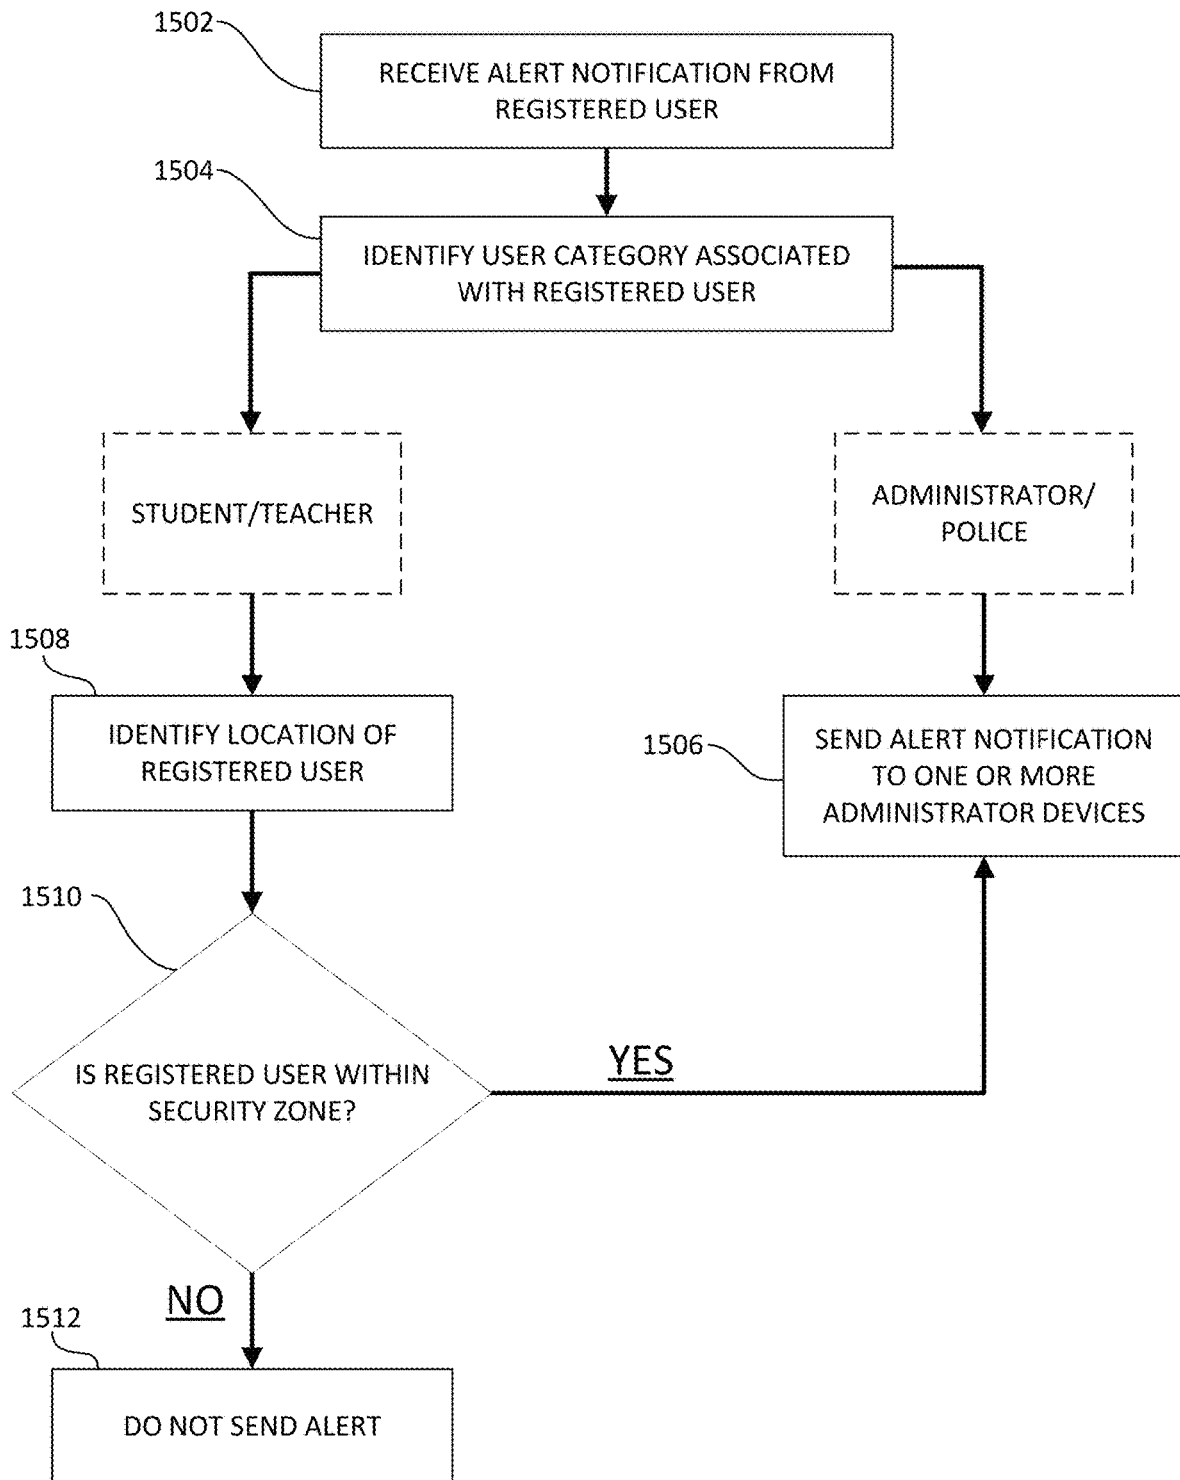 1502
RECEIVE ALERT NOTIFICATION FROM
REGISTERED USER
1504
IDENTIFY USER CATEGORY ASSOCIATED
WITH REGISTERED USER
STUDENT/TEACHER
ADMINISTRATOR/
POLICE
1508
IDENTIFY LOCATION OF
REGISTERED USER
1506
SEND ALERT NOTIFICATION
TO ONE OR MORE
ADMINISTRATOR DEVICES
1510
IS REGISTERED USER WITHIN
SECURITY ZONE?
YES
NO
1512
DO NOT SEND ALERT